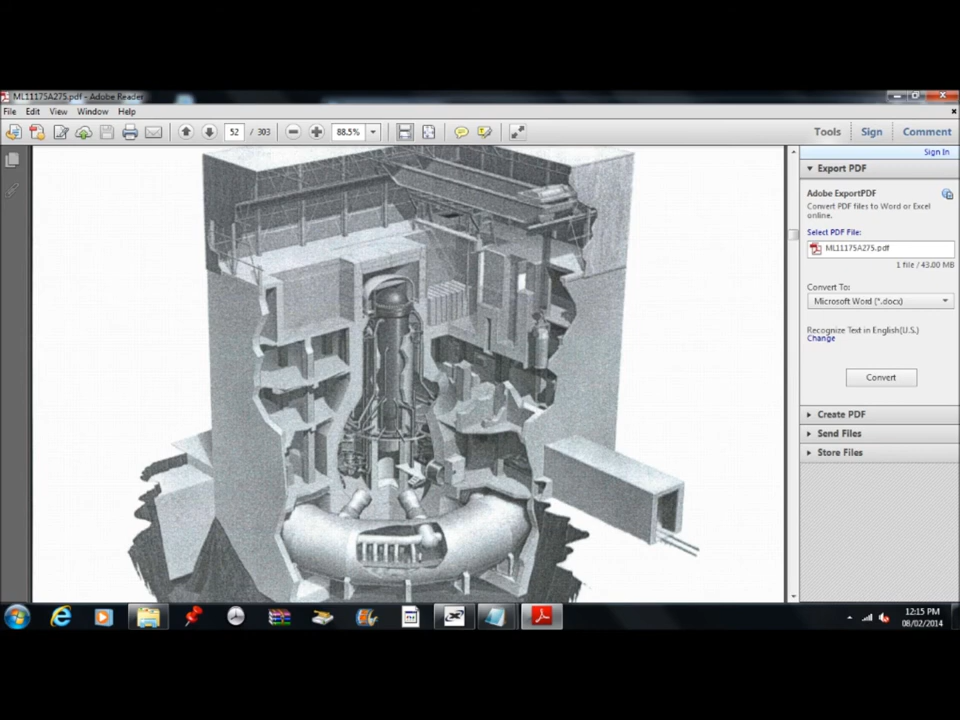 ML11175A275.pdf - Adobe Reader
File Edit View Window Help
52 / 303 88.5% Tools Sign Comment
Sign In
Export PDF
Adobe ExportPDF
Convert PDF files to Word or Excel
online.
Select PDF File:
ML11175A275.pdf
1 file / 43.00 MB
Convert To:
Microsoft Word (*.docx)
Recognize Text in English(U.S.)
Change
Convert
Create PDF
Send Files
Store Files
12:15 PM
08/02/2014